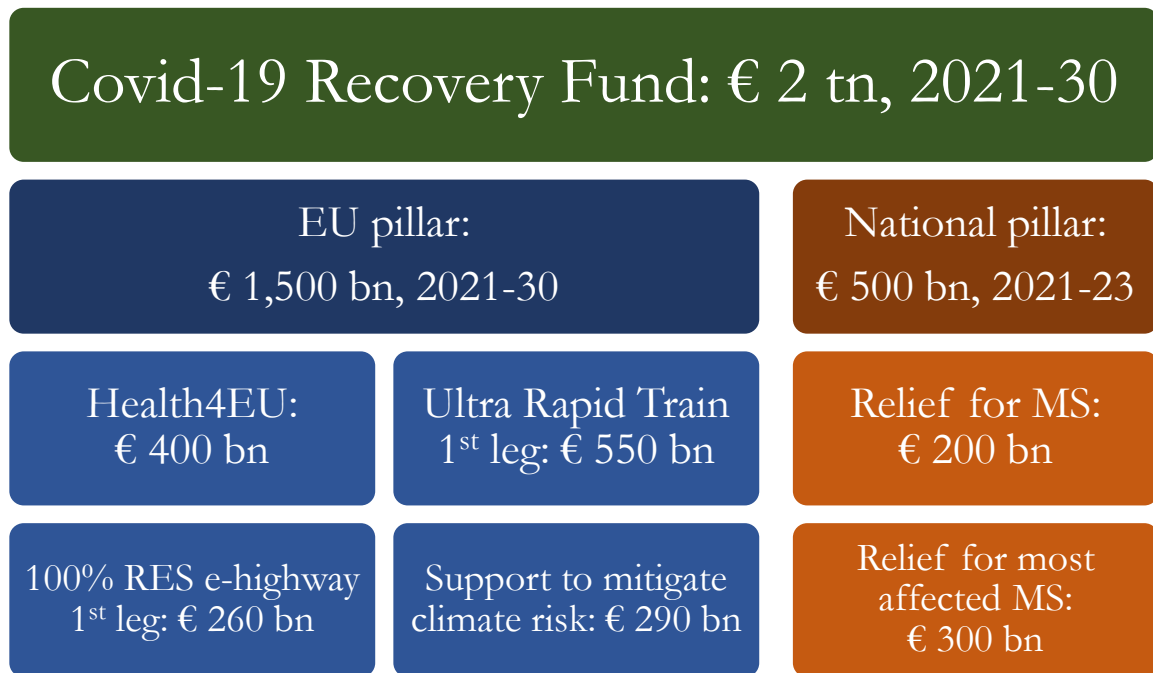 Covid-19 Recovery Fund: € 2 tn, 2021-30
EU pillar:
€ 1,500 bn, 2021-30
National pillar:
€ 500 bn, 2021-23
Health4EU:
€ 400 bn
Ultra Rapid Train
1st leg: € 550 bn
Relief for MS:
€ 200 bn
100% RES e-highway
1st leg: € 260 bn
Support to mitigate
climate risk: € 290 bn
Relief for most
affected MS:
€ 300 bn